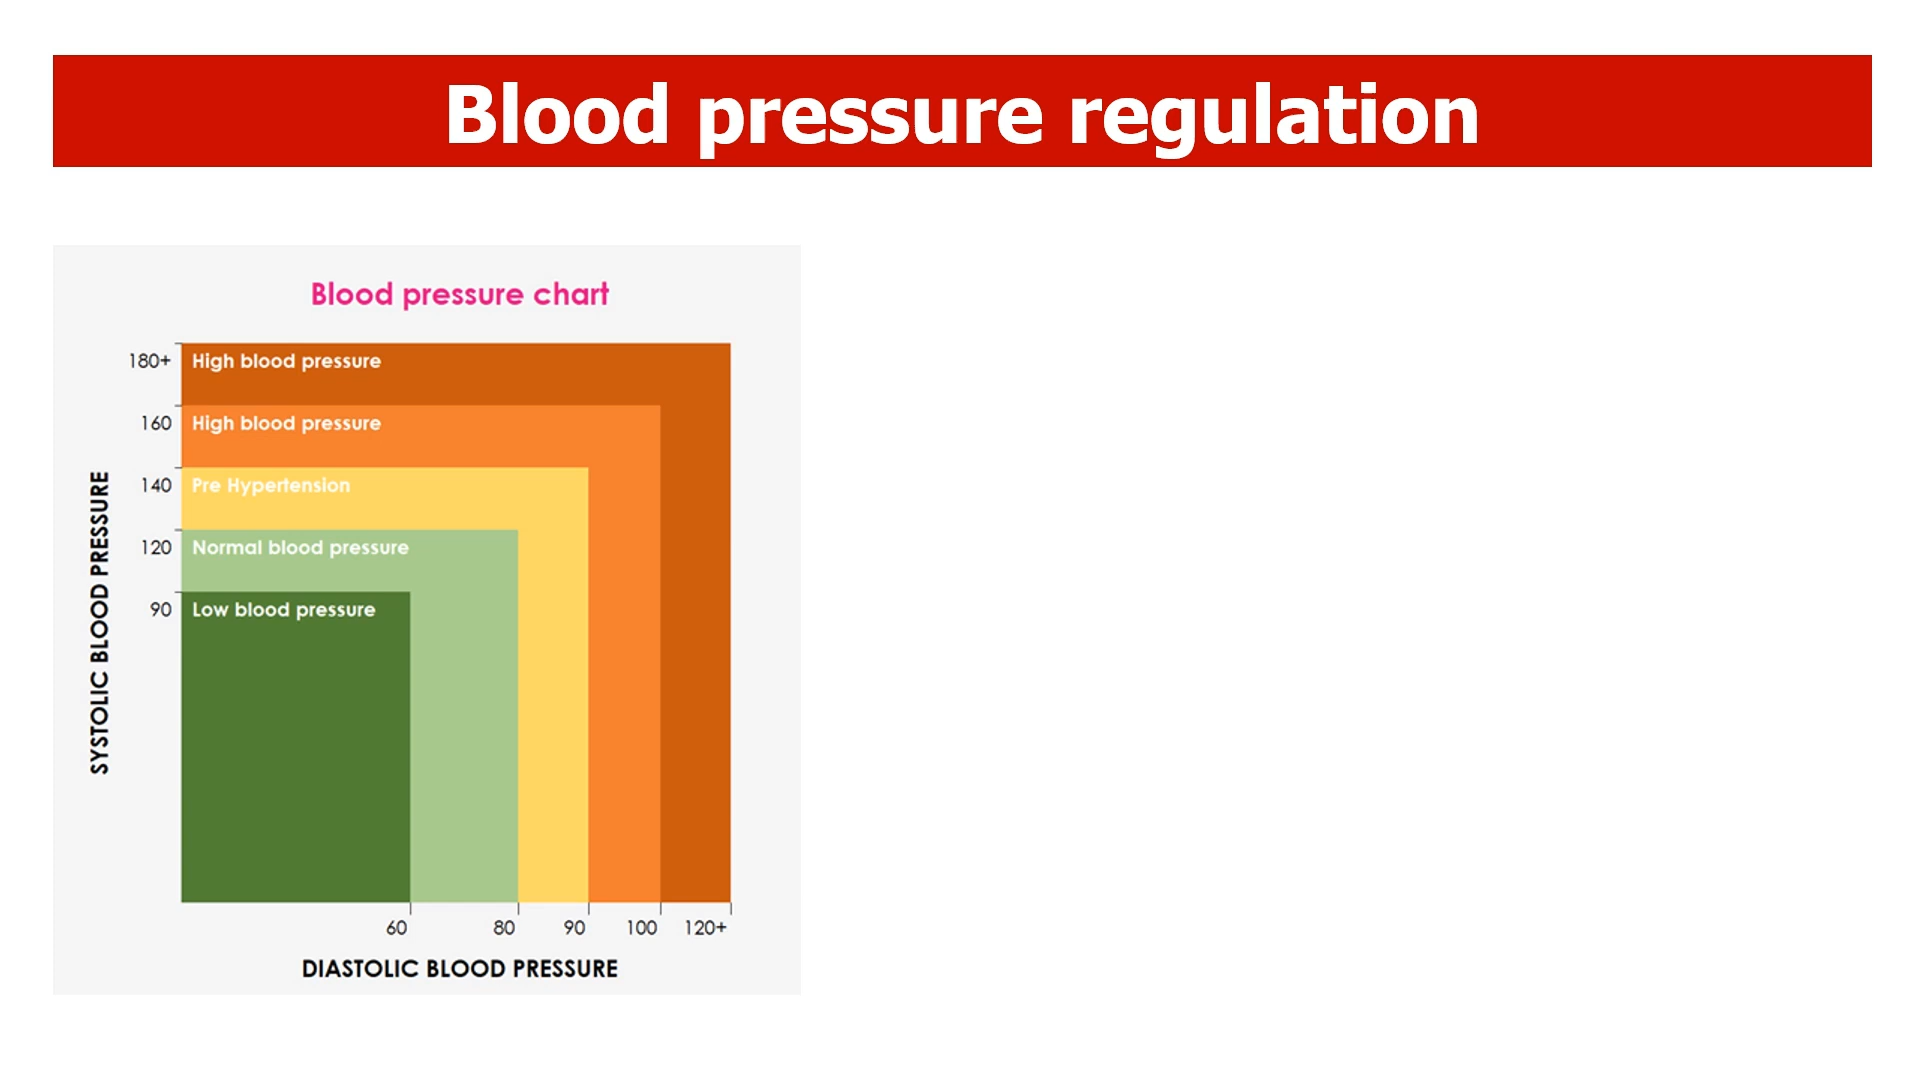 Blood pressure regulation
Blood pressure chart
180+ High blood pressure
160 High blood pressure
140 Pre Hypertension
120 Normal blood pressure
90 Low blood pressure
SYSTOLIC BLOOD PRESSURE
60 80 90 100 120+
DIASTOLIC BLOOD PRESSURE